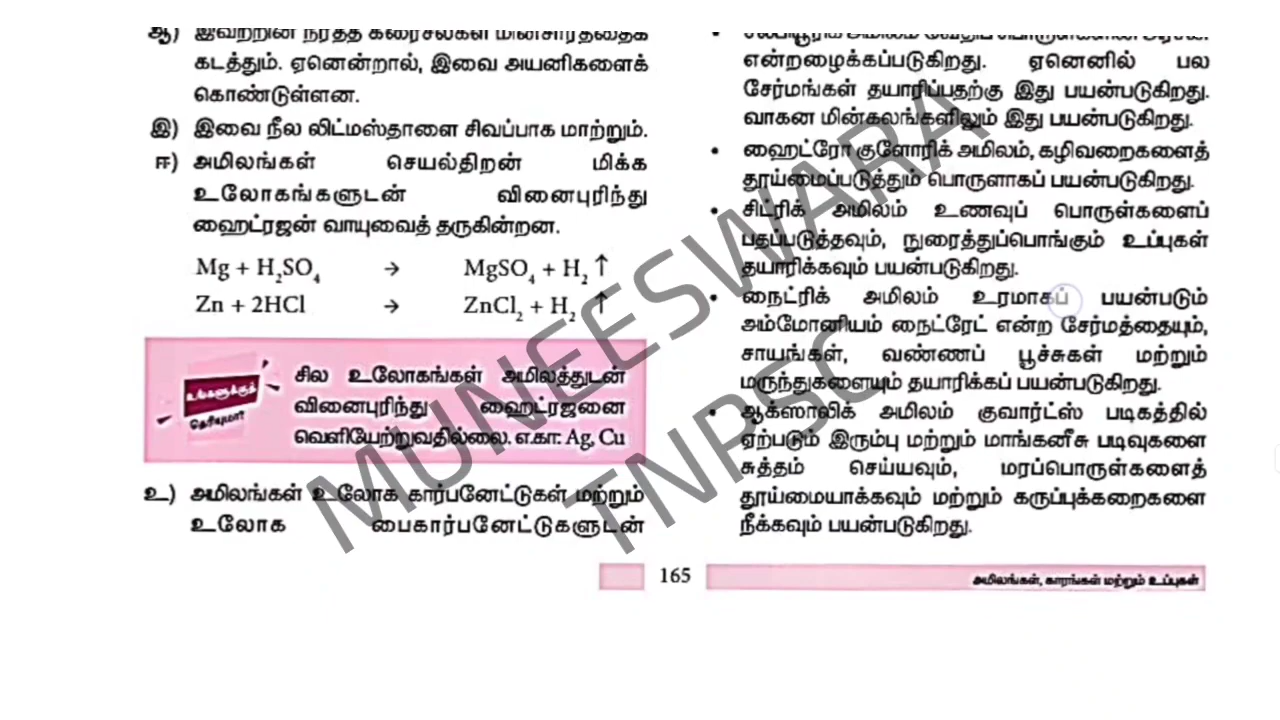 ஆ) இவற்றின் நீர்த்த கரைசல்கள் மின்சாரத்தைக்
கடத்தும். ஏனென்றால், இவை அயனிகளைக்
கொண்டுள்ளன.
இ) இவை நீல லிட்மஸ்தாளை சிவப்பாக மாற்றும்.
ஈ) அமிலங்கள் செயல்திறன் மிக்க
உலோகங்களுடன் வினைபுரிந்து
ஹைட்ரஜன் வாயுவைத் தருகின்றன.
Mg + H₂SO₄ → MgSO₄ + H₂ ↑
Zn + 2HCl → ZnCl₂ + H₂ ↑
உங்களுக்குத்
தெரியுமா?
சில உலோகங்கள் அமிலத்துடன்
வினைபுரிந்து ஹைட்ரஜனை
வெளியேற்றுவதில்லை. எ.கா: Ag, Cu
உ) அமிலங்கள் உலோக கார்பனேட்டுகள் மற்றும்
உலோக பைகார்பனேட்டுகளுடன்
• சல்பியூரிக் அமிலம் வேதிப் பொருள்களின் அரசன்
என்றழைக்கப்படுகிறது. ஏனெனில் பல
சேர்மங்கள் தயாரிப்பதற்கு இது பயன்படுகிறது.
வாகன மின்கலங்களிலும் இது பயன்படுகிறது.
• ஹைட்ரோ குளோரிக் அமிலம், கழிவறைகளைத்
தூய்மைப்படுத்தும் பொருளாகப் பயன்படுகிறது.
• சிட்ரிக் அமிலம் உணவுப் பொருள்களைப்
பதப்படுத்தவும், நுரைத்துப்பொங்கும் உப்புகள்
தயாரிக்கவும் பயன்படுகிறது.
• நைட்ரிக் அமிலம் உரமாகப் பயன்படும்
அம்மோனியம் நைட்ரேட் என்ற சேர்மத்தையும்,
சாயங்கள், வண்ணப் பூச்சுகள் மற்றும்
மருந்துகளையும் தயாரிக்கப் பயன்படுகிறது.
• ஆக்ஸாலிக் அமிலம் குவார்ட்ஸ் படிகத்தில்
ஏற்படும் இரும்பு மற்றும் மாங்கனீசு படிவுகளை
சுத்தம் செய்யவும், மரப்பொருள்களைத்
தூய்மையாக்கவும் மற்றும் கருப்புக்கறைகளை
நீக்கவும் பயன்படுகிறது.
165
அமிலங்கள், காரங்கள் மற்றும் உப்புகள்
MUNEESWARA
TNPSC